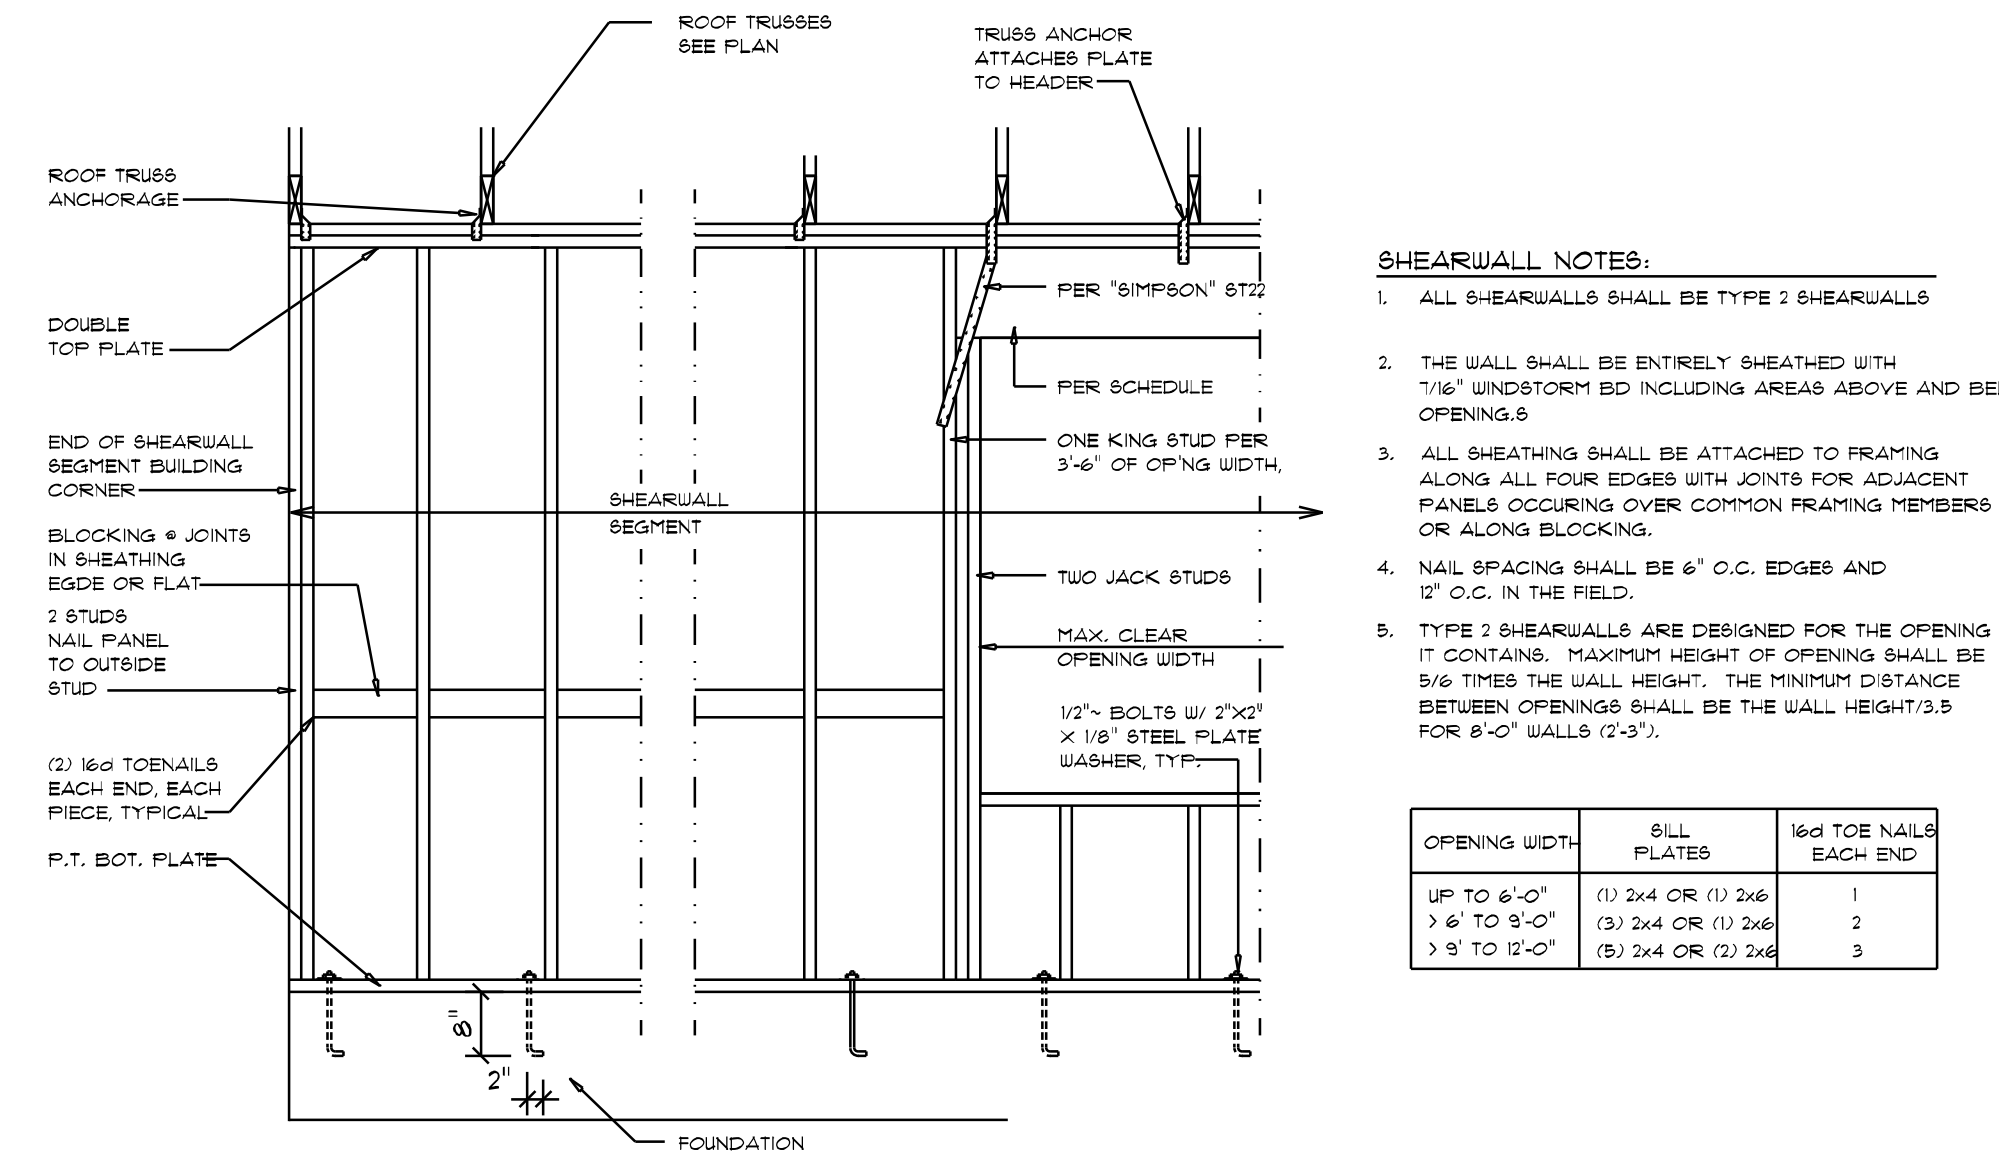 ROOF TRUSSES
SEE PLAN
TRUSS ANCHOR
ATTACHES PLATE
TO HEADER
ROOF TRUSS
ANCHORAGE
DOUBLE
TOP PLATE
END OF SHEARWALL
SEGMENT BUILDING
CORNER
BLOCKING @ JOINTS
IN SHEATHING
EGDE OR FLAT
2 STUDS
NAIL PANEL
TO OUTSIDE
STUD
(2) 16d TOENAILS
EACH END, EACH
PIECE, TYPICAL
P.T. BOT. PLATE
SHEARWALL
SEGMENT
PER "SIMPSON" ST22
PER SCHEDULE
ONE KING STUD PER
3'-6" OF OP'NG WIDTH,
TWO JACK STUDS
MAX. CLEAR
OPENING WIDTH
1/2"~ BOLTS W/ 2"X2"
X 1/8" STEEL PLATE
WASHER, TYP.
8"
2"
FOUNDATION
SHEARWALL NOTES:
1. ALL SHEARWALLS SHALL BE TYPE 2 SHEARWALLS
2. THE WALL SHALL BE ENTIRELY SHEATHED WITH
7/16" WINDSTORM BD INCLUDING AREAS ABOVE AND
OPENING.S
3. ALL SHEATHING SHALL BE ATTACHED TO FRAMING
ALONG ALL FOUR EDGES WITH JOINTS FOR ADJACENT
PANELS OCCURING OVER COMMON FRAMING MEMBERS
OR ALONG BLOCKING.
4. NAIL SPACING SHALL BE 6" O.C. EDGES AND
12" O.C. IN THE FIELD.
5. TYPE 2 SHEARWALLS ARE DESIGNED FOR THE OPENING
IT CONTAINS. MAXIMUM HEIGHT OF OPENING SHALL BE
5/6 TIMES THE WALL HEIGHT. THE MINIMUM DISTANCE
BETWEEN OPENINGS SHALL BE THE WALL HEIGHT/3.5
FOR 8'-0" WALLS (2'-3").
OPENING WIDTH
SILL
PLATES
16d TOE NAILS
EACH END
UP TO 6'-0" (1) 2x4 OR (1) 2x6 1
> 6' TO 9'-0" (3) 2x4 OR (1) 2x6 2
> 9' TO 12'-0" (5) 2x4 OR (2) 2x6 3